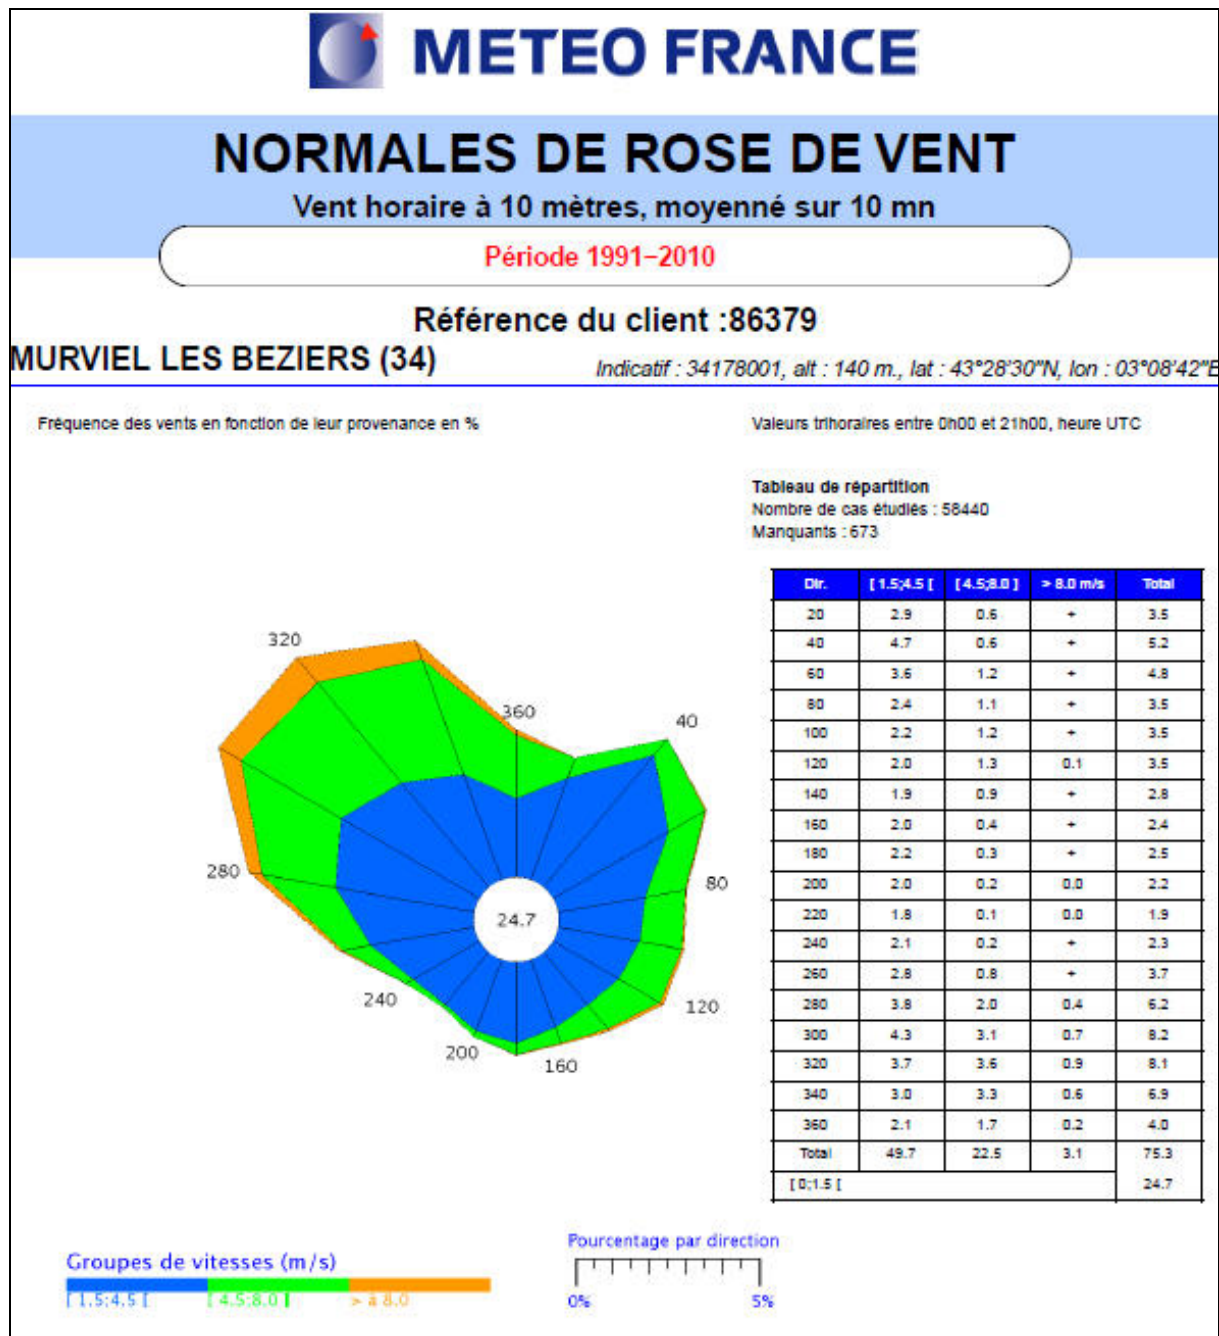 METEO FRANCE
NORMALES DE ROSE DE VENT
Vent horaire à 10 mètres, moyenné sur 10 mn
Période 1991–2010
Référence du client :86379
MURVIEL LES BEZIERS (34) Indicatif : 34178001, alt : 140 m., lat : 43°28'30"N, lon : 03°08'42"E
Fréquence des vents en fonction de leur provenance en %
Valeurs trihoraires entre 0h00 et 21h00, heure UTC
Tableau de répartition
Nombre de cas étudiés : 58440
Manquants : 673
Dir. [ 1.5;4.5 [ [ 4.5;8.0 ] > 8.0 m/s Total
20 2.9 0.6 + 3.5
40 4.7 0.6 + 5.2
60 3.6 1.2 + 4.8
80 2.4 1.1 + 3.5
100 2.2 1.2 + 3.5
120 2.0 1.3 0.1 3.5
140 1.9 0.9 + 2.8
160 2.0 0.4 + 2.4
180 2.2 0.3 + 2.5
200 2.0 0.2 0.0 2.2
220 1.8 0.1 0.0 1.9
240 2.1 0.2 + 2.3
260 2.8 0.8 + 3.7
280 3.8 2.0 0.4 6.2
300 4.3 3.1 0.7 8.2
320 3.7 3.6 0.9 8.1
340 3.0 3.3 0.6 6.9
360 2.1 1.7 0.2 4.0
Total 49.7 22.5 3.1 75.3
[ 0;1.5 [ 24.7
320
360
40
280
80
24.7
240
120
200
160
Groupes de vitesses (m/s)
[ 1.5;4.5 [ [ 4.5;8.0 ] > à 8.0
Pourcentage par direction
0% 5%